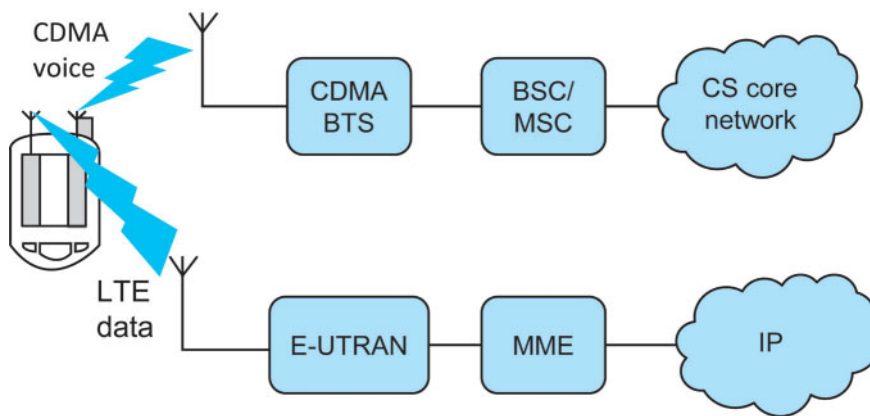 CDMA
voice
CDMA
BTS
BSC/
MSC
CS core
network
LTE
data
E-UTRAN
MME
IP